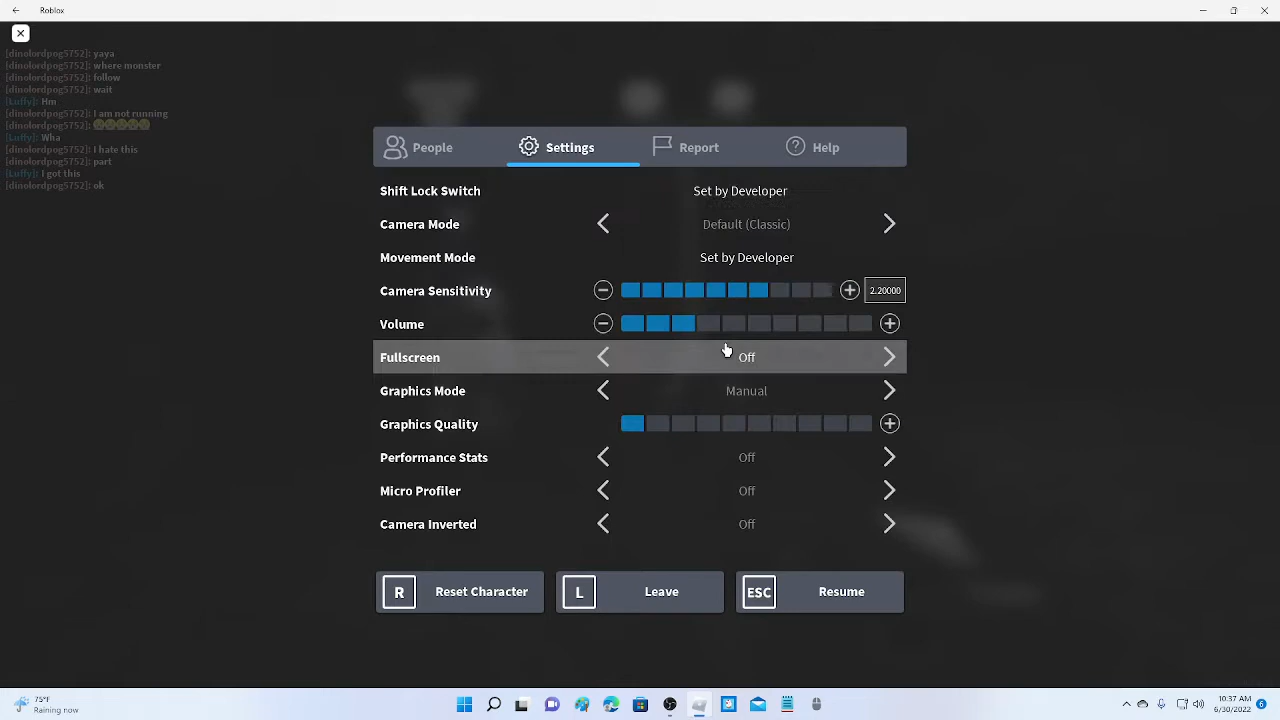 Roblox
[dinolordpog5752]: yaya
[dinolordpog5752]: where monster
[dinolordpog5752]: follow
[dinolordpog5752]: wait
[Luffy]: Hm
[dinolordpog5752]: I am not running
[dinolordpog5752]:
[Luffy]: Wha
[dinolordpog5752]: I hate this
[dinolordpog5752]: part
[Luffy]: I got this
[dinolordpog5752]: ok
People Settings Report Help
Shift Lock Switch Set by Developer
Camera Mode Default (Classic)
Movement Mode Set by Developer
Camera Sensitivity 2.20000
Volume
Fullscreen Off
Graphics Mode Manual
Graphics Quality
Performance Stats Off
Micro Profiler Off
Camera Inverted Off
R Reset Character L Leave ESC Resume
73°F
Raining now
10:37 AM
6/30/2022
6